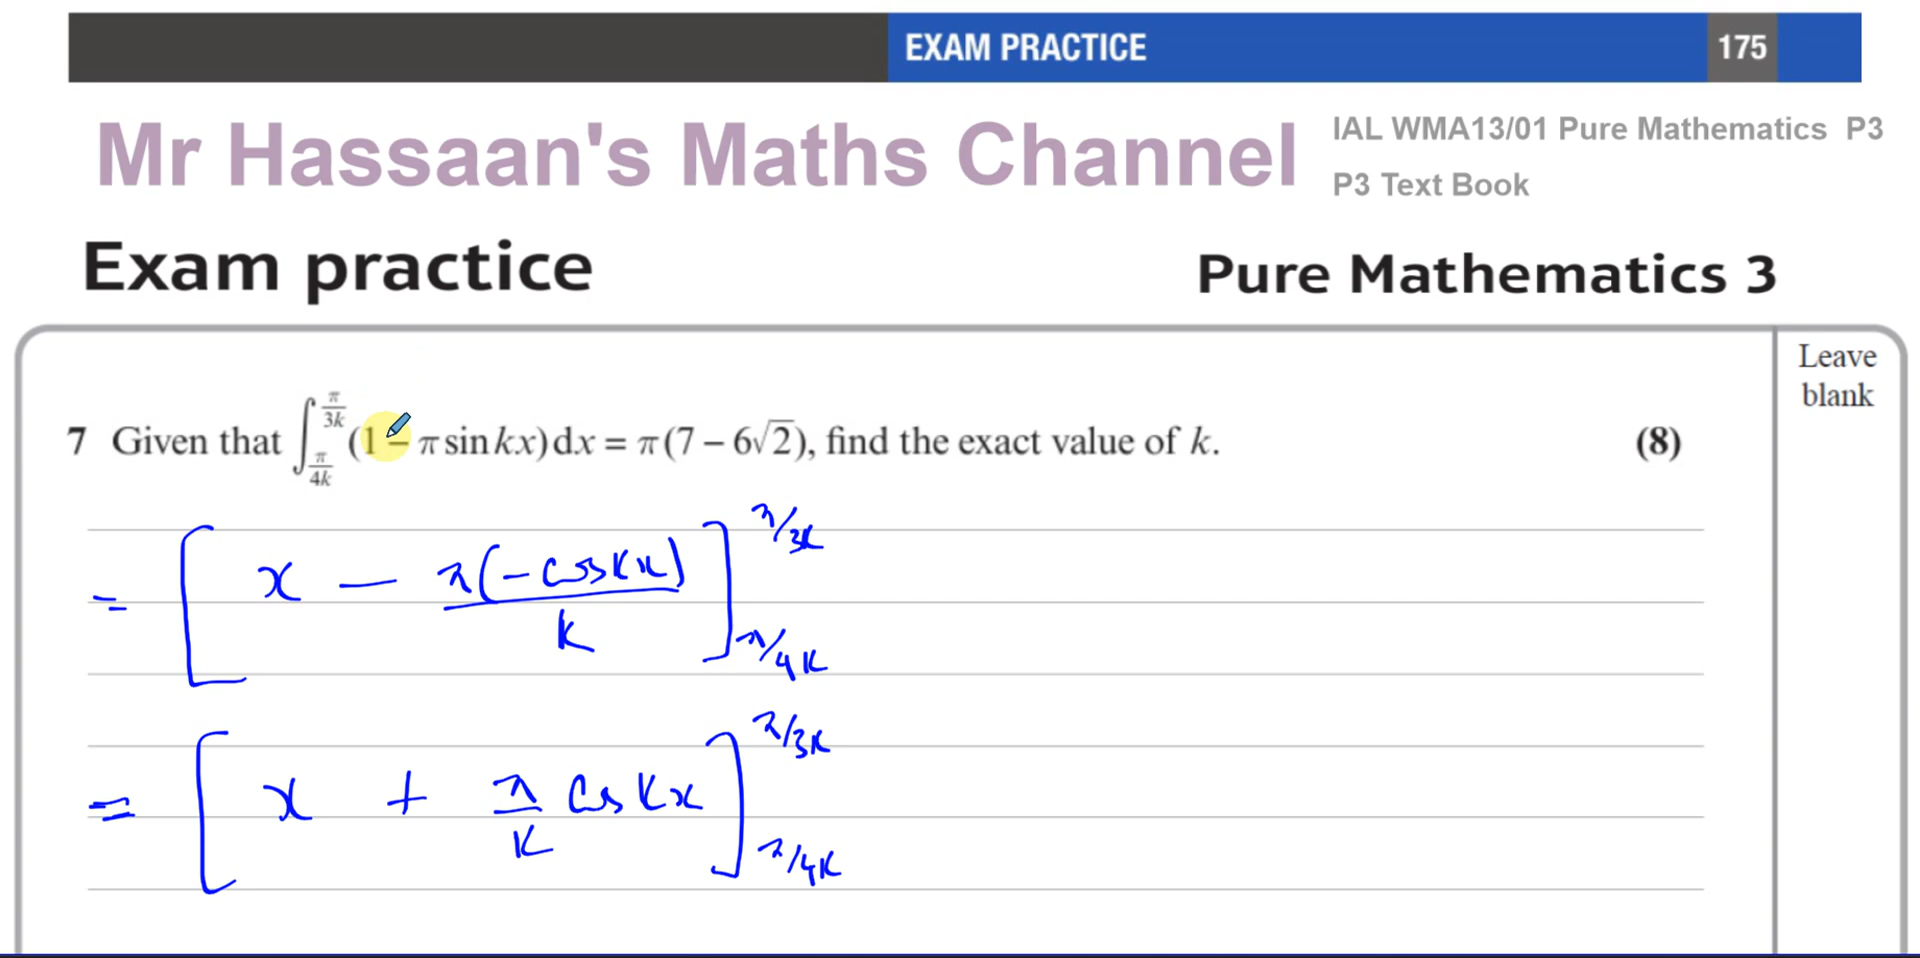 EXAM PRACTICE 175
Mr Hassaan's Maths Channel
IAL WMA13/01 Pure Mathematics P3
P3 Text Book
Exam practice Pure Mathematics 3
Leave
blank
7 Given that ∫_{π/4k}^{π/3k} (1 − π sin kx) dx = π(7 − 6√2), find the exact value of k. (8)
= [ x − π(−cos kx)/k ]_{π/4k}^{π/3k}
= [ x + π/k cos kx ]_{π/4k}^{π/3k}